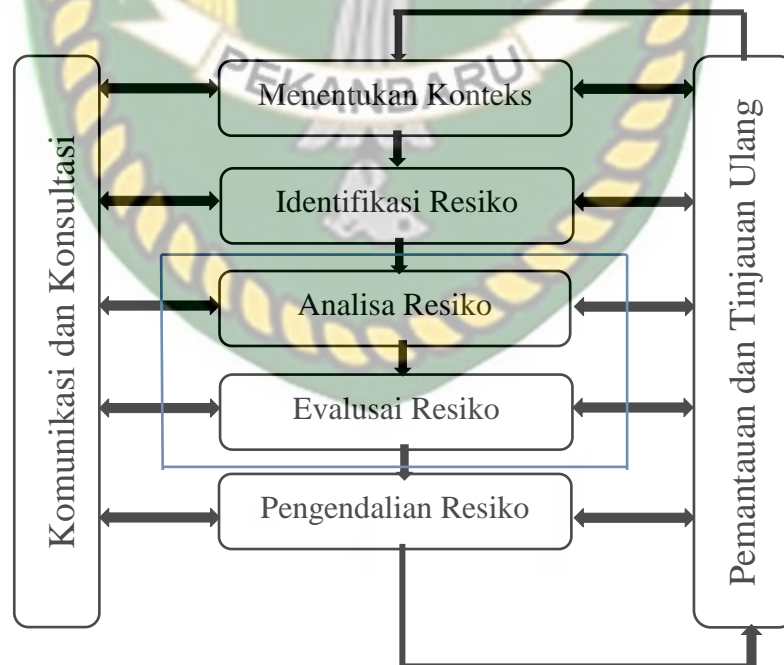 PEKANBARU
Menentukan Konteks
Identifikasi Resiko
Analisa Resiko
Evalusai Resiko
Pengendalian Resiko
Komunikasi dan Konsultasi
Pemantauan dan Tinjauan Ulang